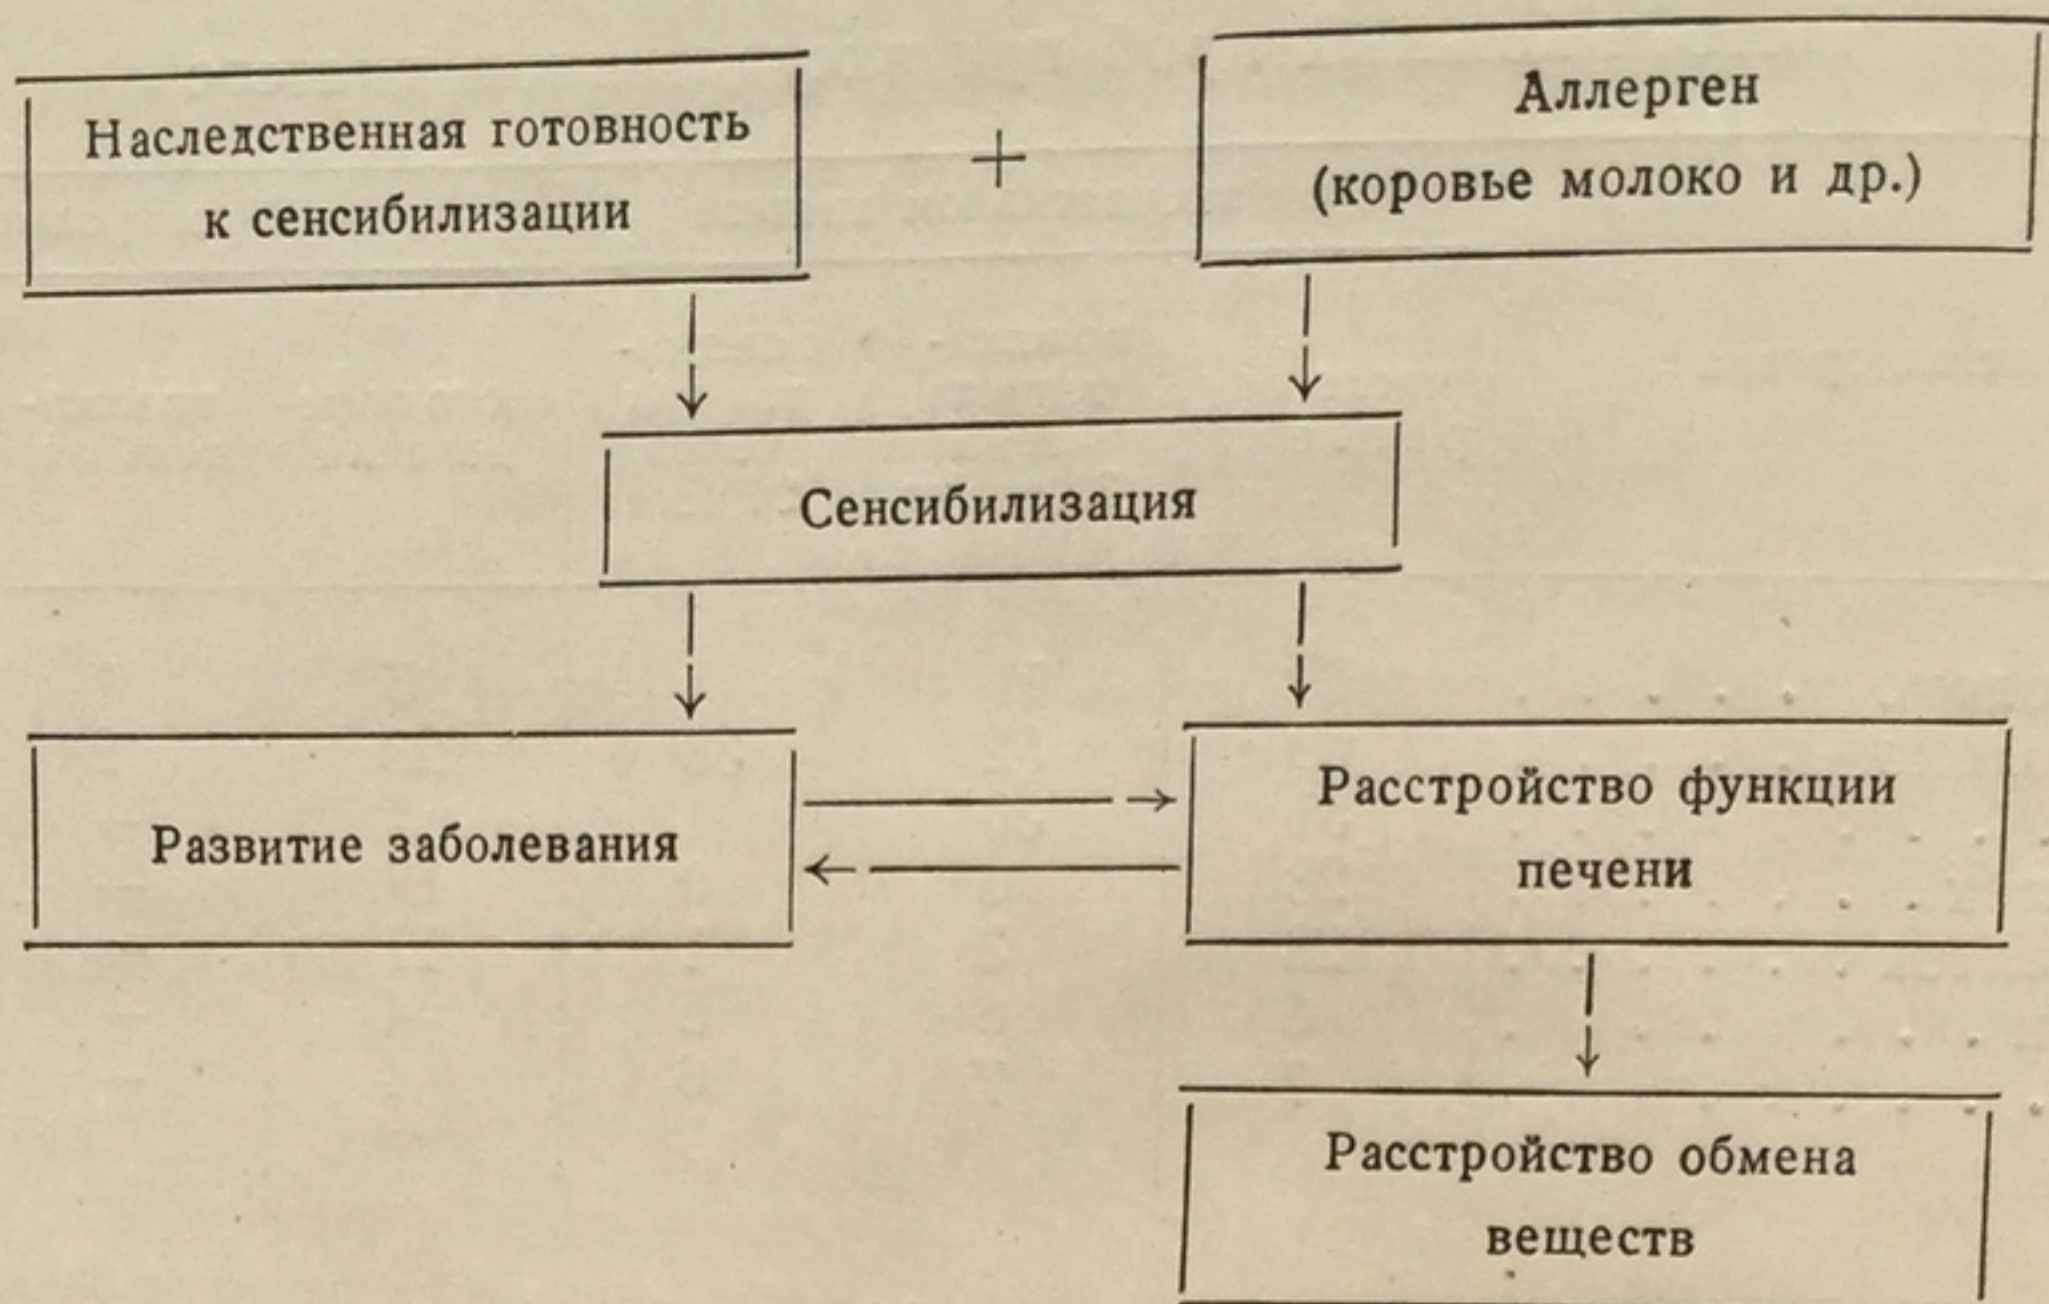 Наследственная готовность
к сенсибилизации
+
Аллерген
(коровье молоко и др.)
Сенсибилизация
Развитие заболевания
Расстройство функции
печени
Расстройство обмена
веществ